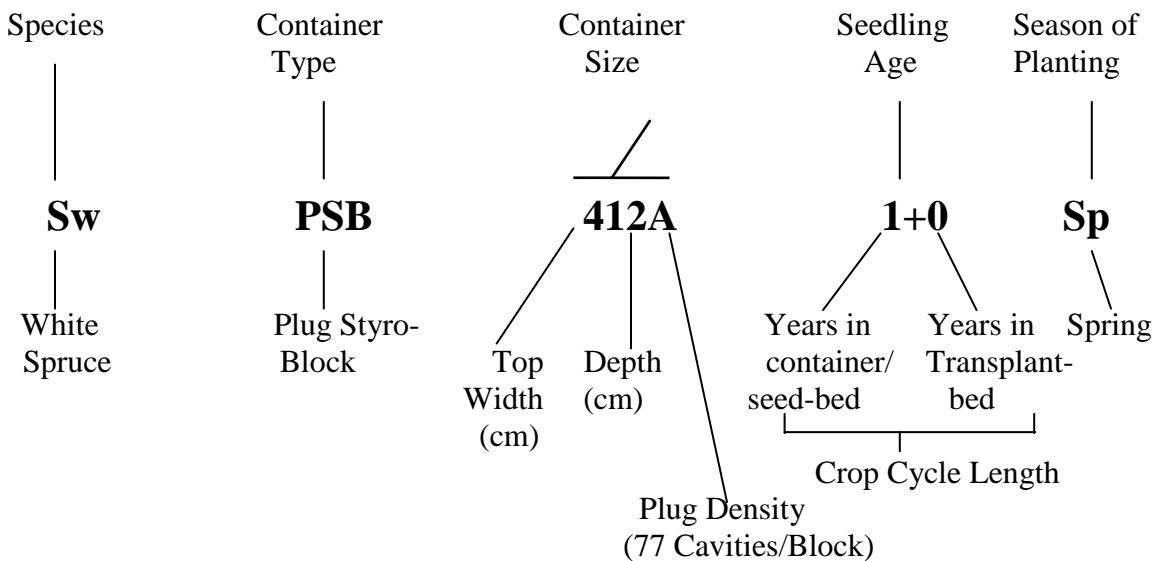 Species
Container
Type
Container
Size
Seedling
Age
Season of
Planting
Sw PSB 412A 1+0 Sp
White
Spruce
Plug Styro-
Block
Top
Width
(cm)
Depth
(cm)
Years in
container/
seed-bed
Years in
Transplant-
bed
Spring
Crop Cycle Length
Plug Density
(77 Cavities/Block)